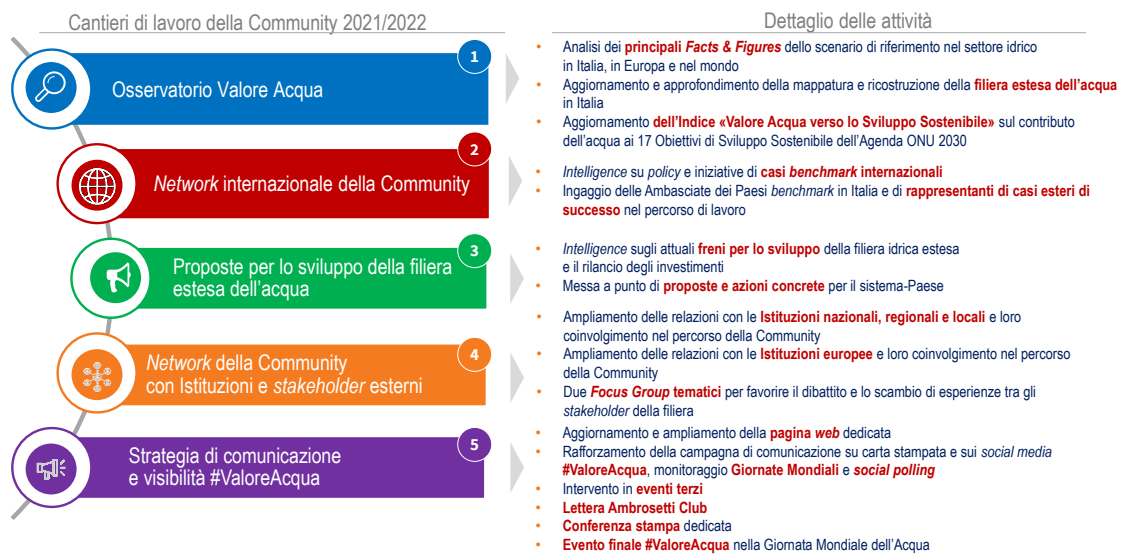 Cantieri di lavoro della Community 2021/2022
Dettaglio delle attività
1
Osservatorio Valore Acqua
• Analisi dei principali Facts & Figures dello scenario di riferimento nel settore idrico
in Italia, in Europa e nel mondo
• Aggiornamento e approfondimento della mappatura e ricostruzione della filiera estesa dell'acqua
in Italia
• Aggiornamento dell'Indice «Valore Acqua verso lo Sviluppo Sostenibile» sul contributo
dell'acqua ai 17 Obiettivi di Sviluppo Sostenibile dell'Agenda ONU 2030
2
Network internazionale della Community
• Intelligence su policy e iniziative di casi benchmark internazionali
• Ingaggio delle Ambasciate dei Paesi benchmark in Italia e di rappresentanti di casi esteri di
successo nel percorso di lavoro
3
Proposte per lo sviluppo della filiera
estesa dell'acqua
• Intelligence sugli attuali freni per lo sviluppo della filiera idrica estesa
e il rilancio degli investimenti
• Messa a punto di proposte e azioni concrete per il sistema-Paese
4
Network della Community
con Istituzioni e stakeholder esterni
• Ampliamento delle relazioni con le Istituzioni nazionali, regionali e locali e loro
coinvolgimento nel percorso della Community
• Ampliamento delle relazioni con le Istituzioni europee e loro coinvolgimento nel percorso
della Community
• Due Focus Group tematici per favorire il dibattito e lo scambio di esperienze tra gli
stakeholder della filiera
5
Strategia di comunicazione
e visibilità #ValoreAcqua
• Aggiornamento e ampliamento della pagina web dedicata
• Rafforzamento della campagna di comunicazione su carta stampata e sui social media
#ValoreAcqua, monitoraggio Giornate Mondiali e social polling
• Intervento in eventi terzi
• Lettera Ambrosetti Club
• Conferenza stampa dedicata
• Evento finale #ValoreAcqua nella Giornata Mondiale dell'Acqua